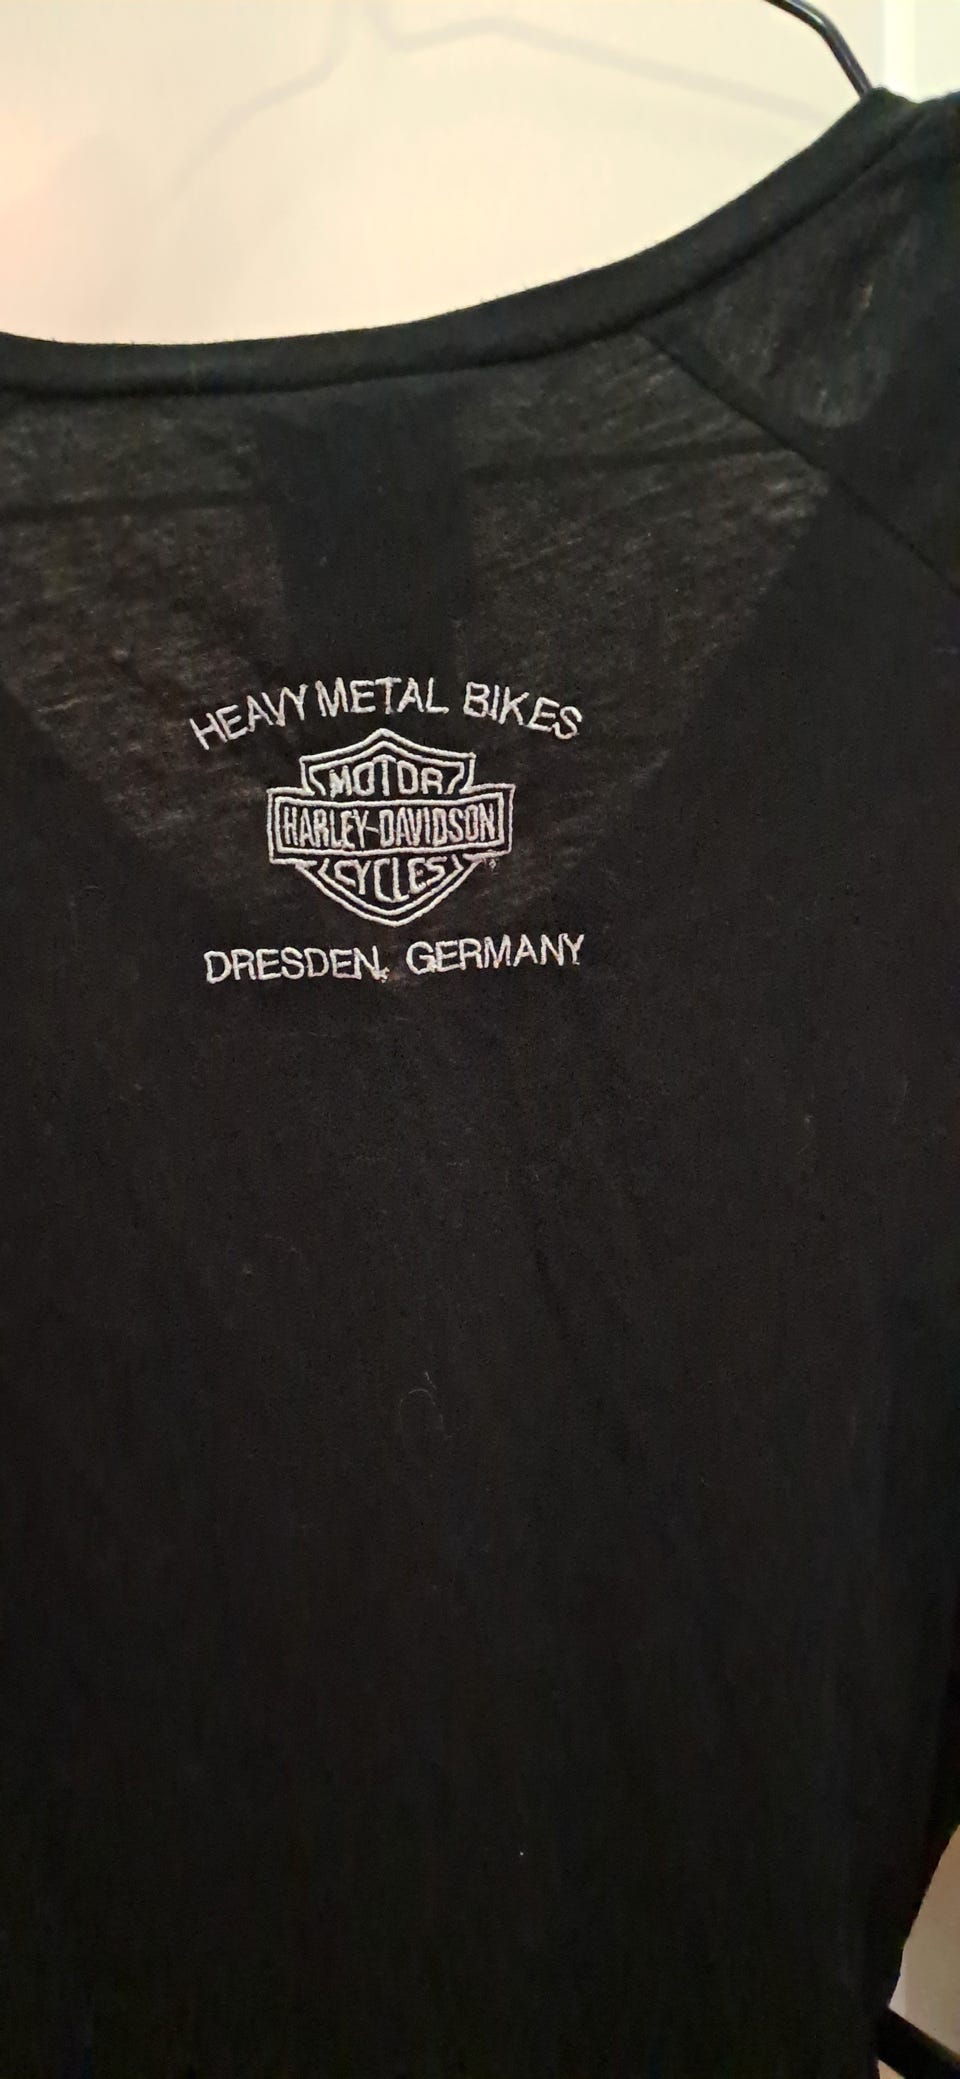 HEAVY METAL BIKES
MOTOR
HARLEY-DAVIDSON
CYCLES
DRESDEN, GERMANY